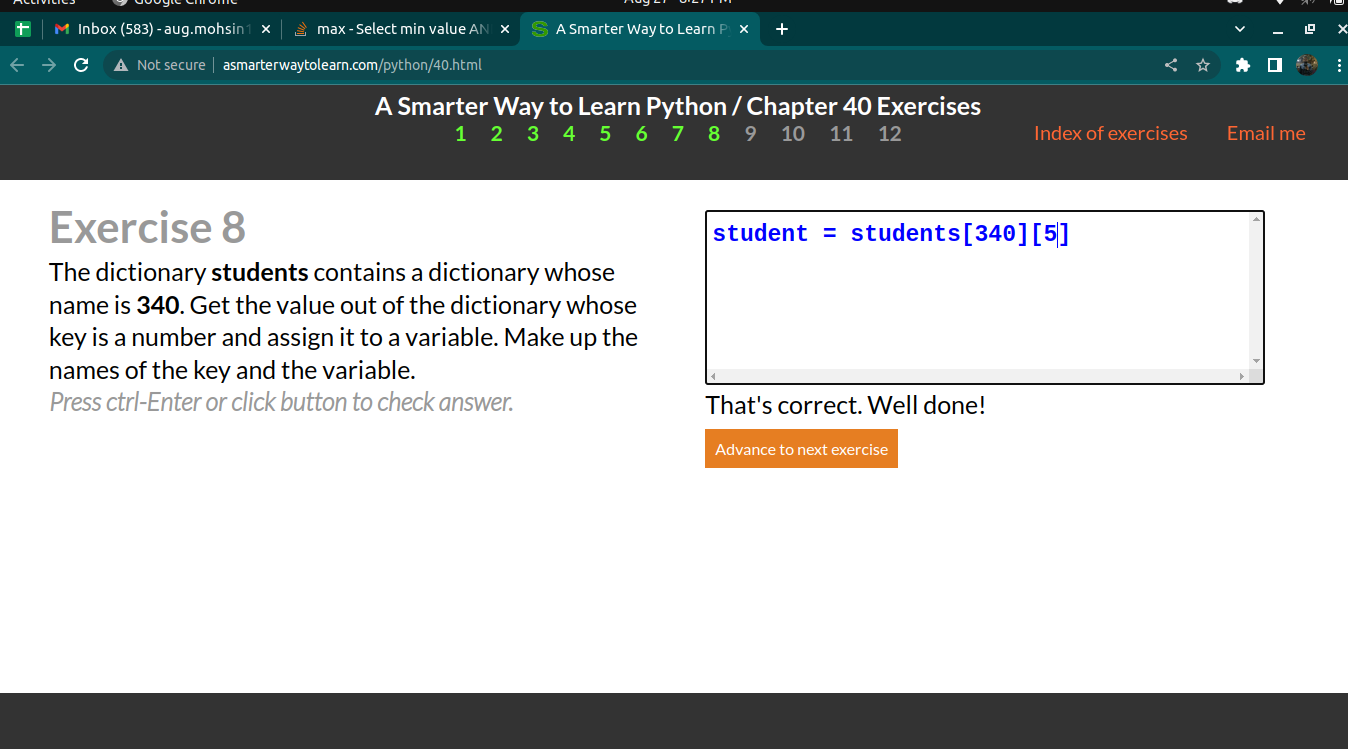 Activities Google Chrome Aug 27 8:27 PM
Inbox (583) - aug.mohsin1 max - Select min value AN A Smarter Way to Learn P
Not secure asmarterwaytolearn.com/python/40.html
A Smarter Way to Learn Python / Chapter 40 Exercises
1 2 3 4 5 6 7 8 9 10 11 12 Index of exercises Email me
Exercise 8
The dictionary students contains a dictionary whose
name is 340. Get the value out of the dictionary whose
key is a number and assign it to a variable. Make up the
names of the key and the variable.
Press ctrl-Enter or click button to check answer.
student = students[340][5]
That's correct. Well done!
Advance to next exercise